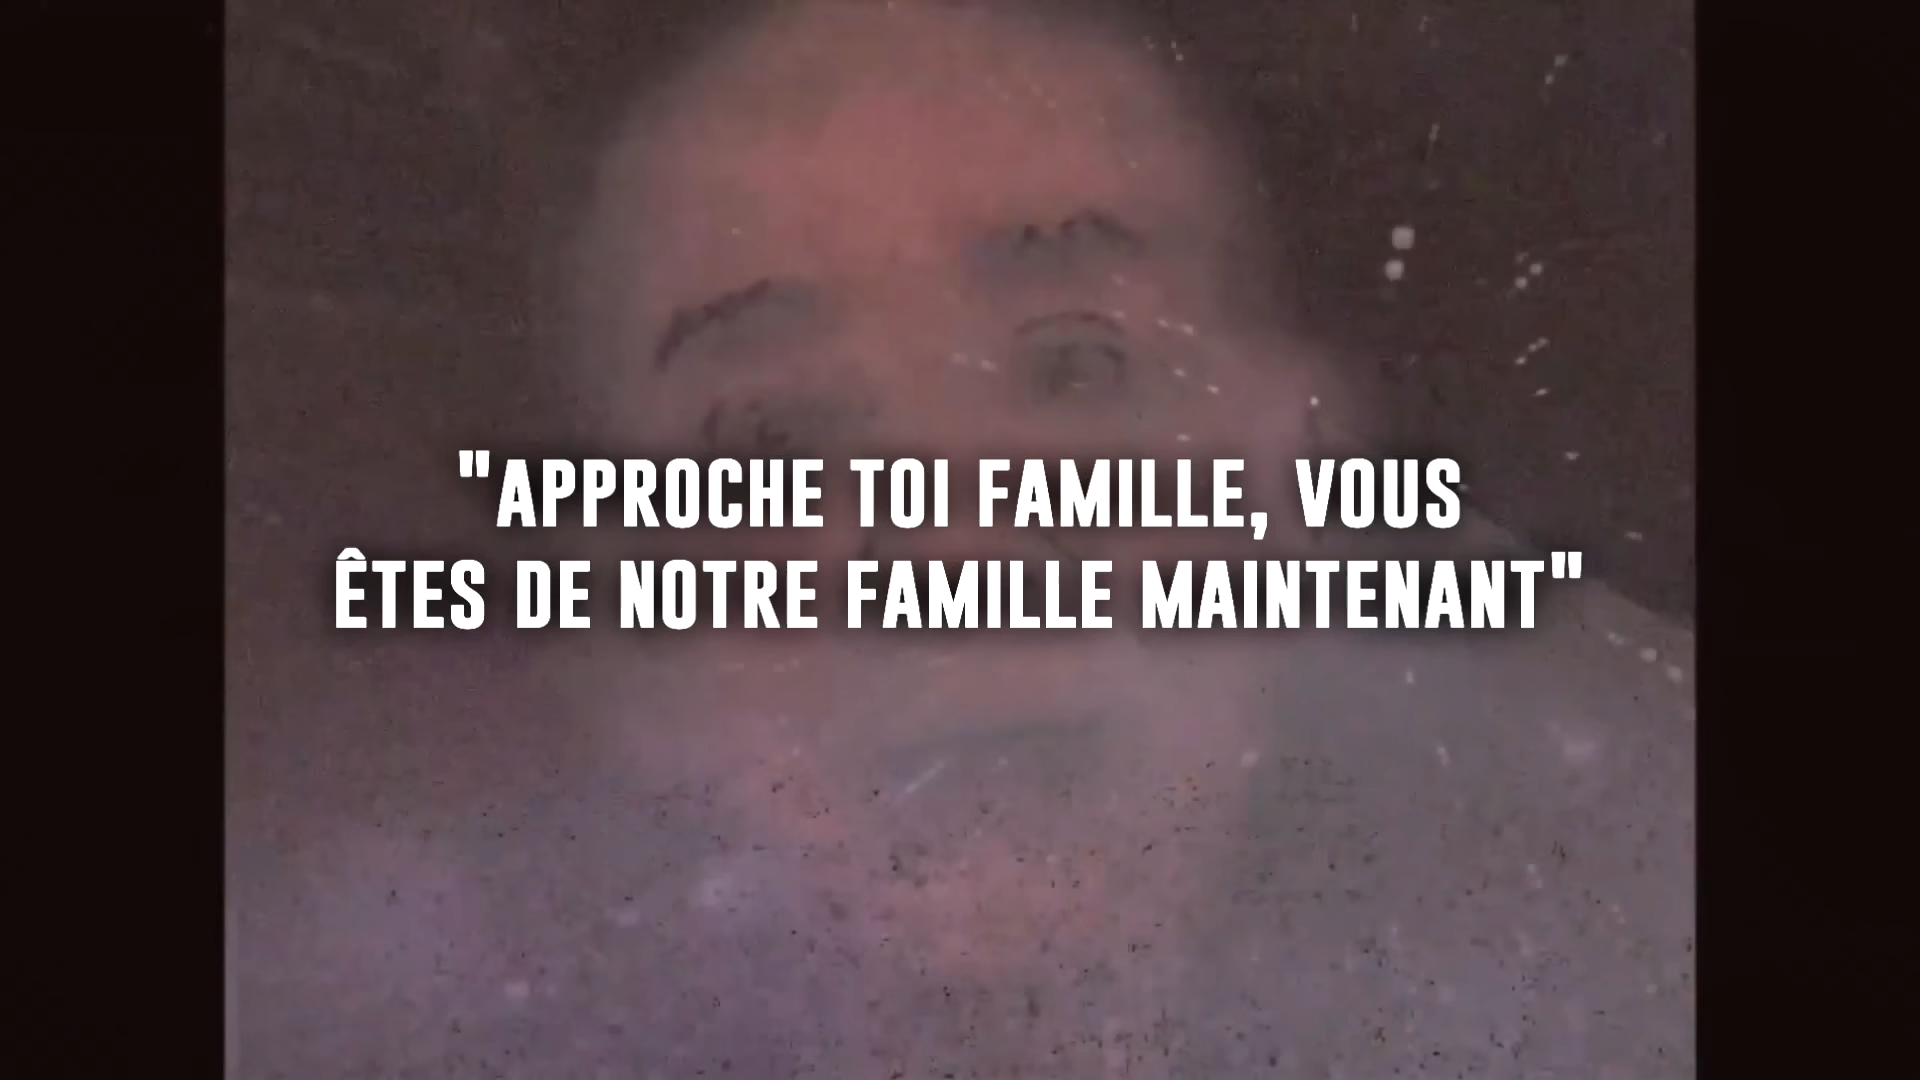 "APPROCHE TOI FAMILLE, VOUS
ÊTES DE NOTRE FAMILLE MAINTENANT"